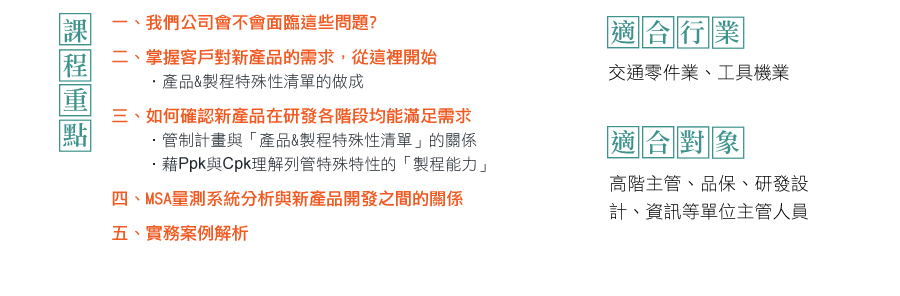 課程重點
一、我們公司會不會面臨這些問題?
二、掌握客戶對新產品的需求，從這裡開始
・產品&製程特殊性清單的做成
三、如何確認新產品在研發各階段均能滿足需求
・管制計畫與「產品&製程特殊性清單」的關係
・藉Ppk與Cpk理解列管特殊特性的「製程能力」
四、MSA量測系統分析與新產品開發之間的關係
五、實務案例解析
適合行業
交通零件業、工具機業
適合對象
高階主管、品保、研發設
計、資訊等單位主管人員